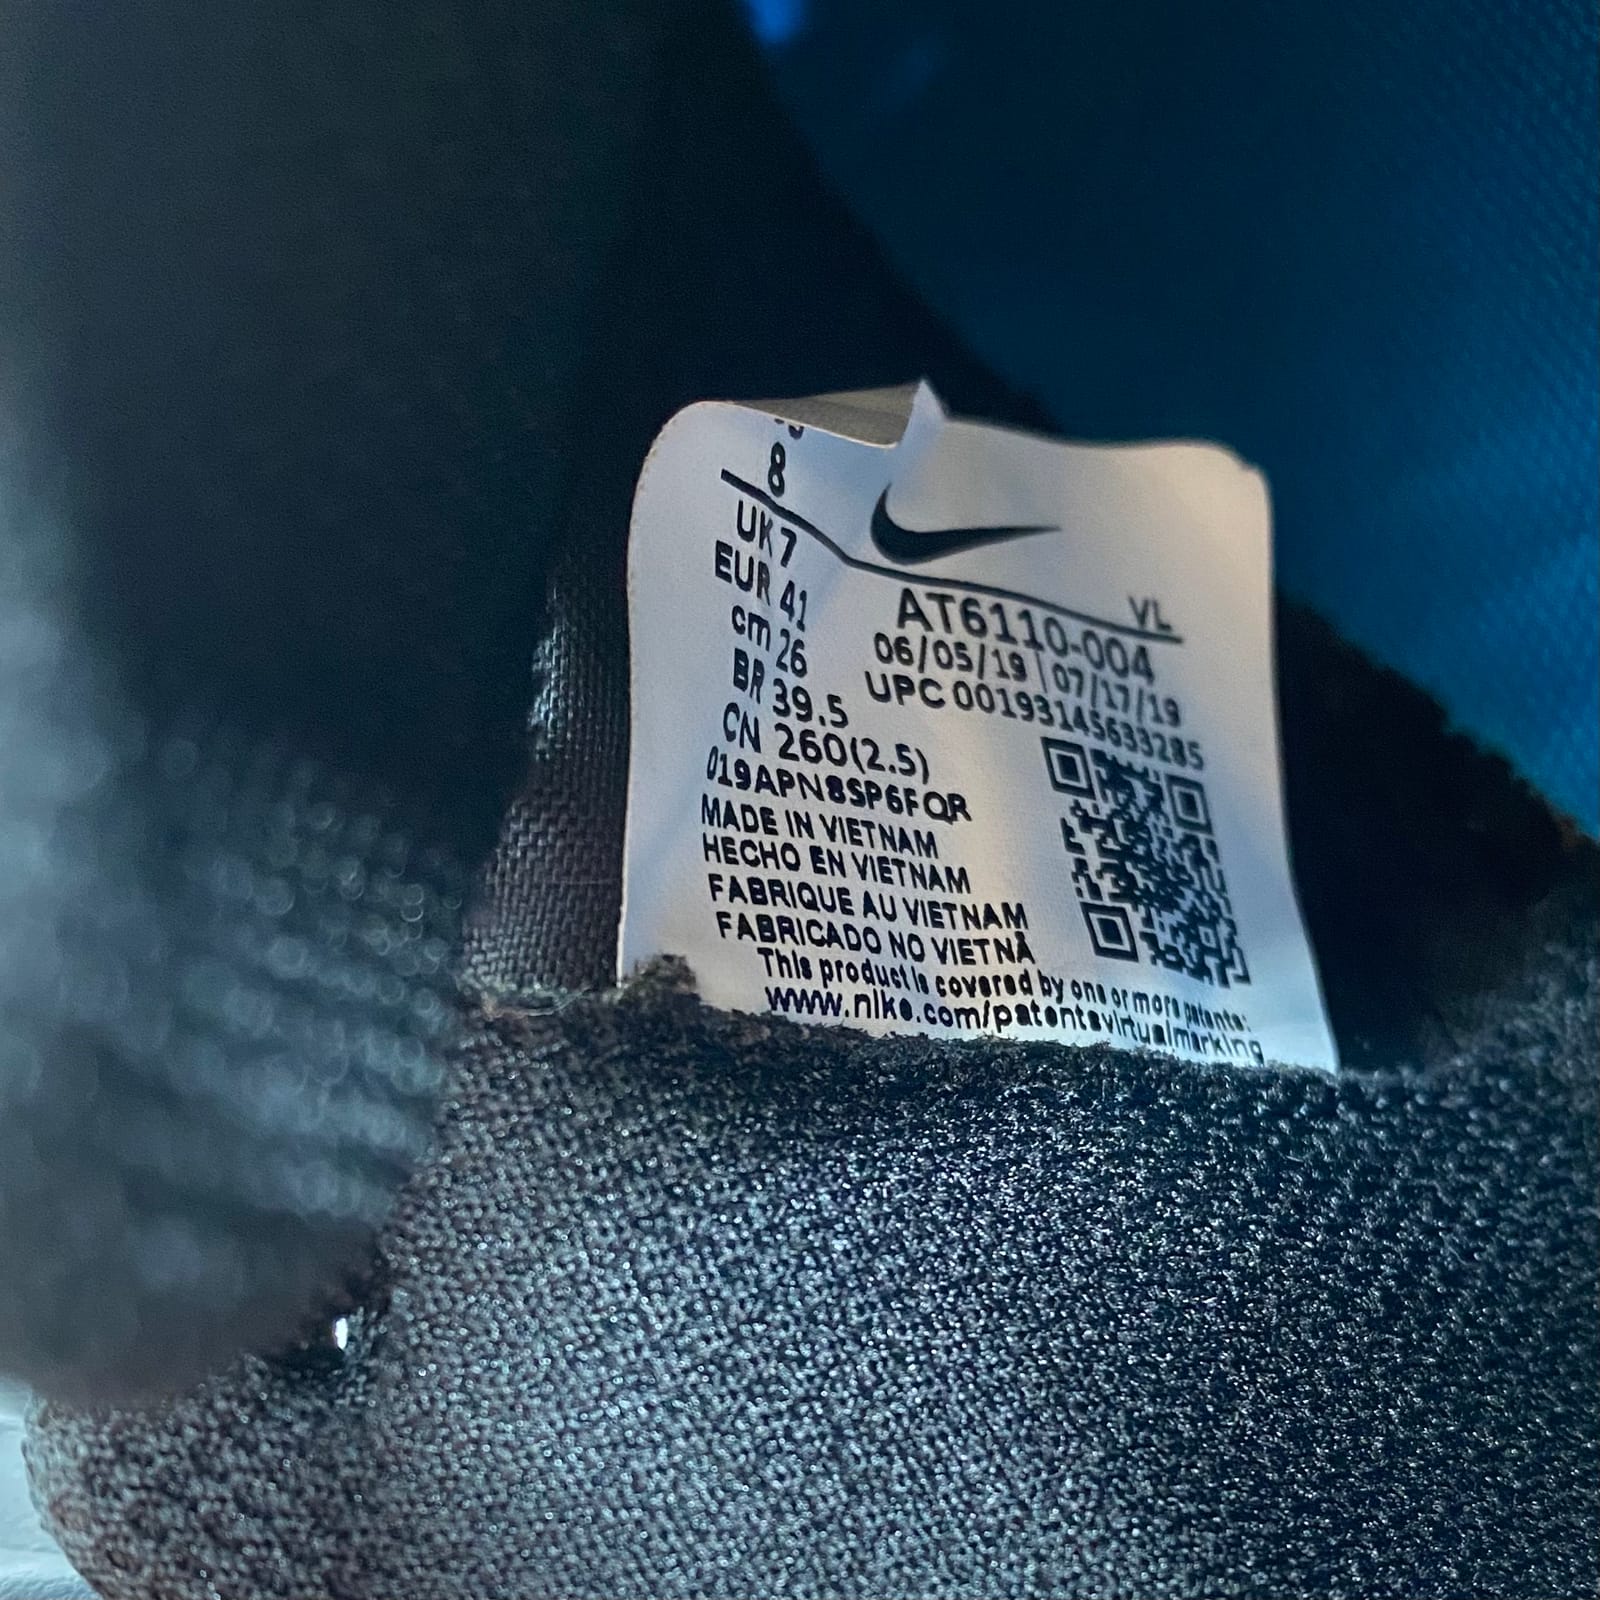 8
VL
UK 7
EUR 41
cm 26
BR 39.5
CN 260(2.5)
AT6110-004
06/05/19 | 07/17/19
UPC 00193145633285
019APN8SP6FQR
MADE IN VIETNAM
HECHO EN VIETNAM
FABRIQUE AU VIETNAM
FABRICADO NO VIETNÃ
This product is covered by one or more patents:
www.nike.com/patentsvirtualmarking